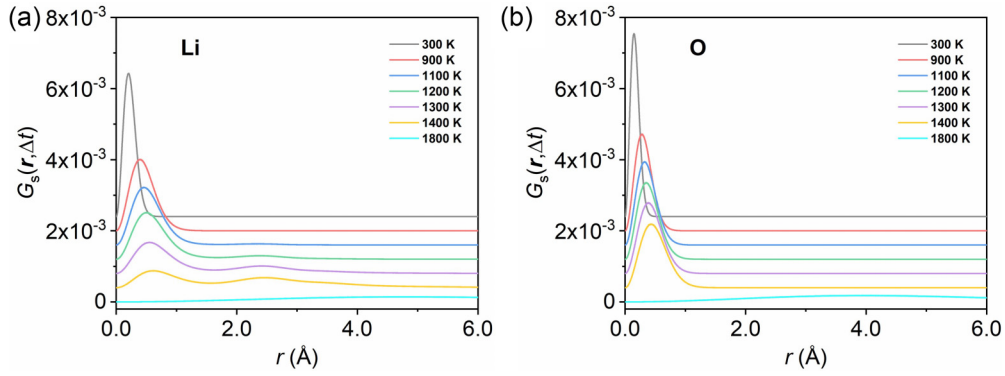 (a)
Li
8x10⁻³
6x10⁻³
4x10⁻³
2x10⁻³
0
Gₛ(r,Δt)
300 K
900 K
1100 K
1200 K
1300 K
1400 K
1800 K
0.0 2.0 4.0 6.0
r (Å)
(b)
O
8x10⁻³
6x10⁻³
4x10⁻³
2x10⁻³
0
Gₛ(r,Δt)
300 K
900 K
1100 K
1200 K
1300 K
1400 K
1800 K
0.0 2.0 4.0 6.0
r (Å)